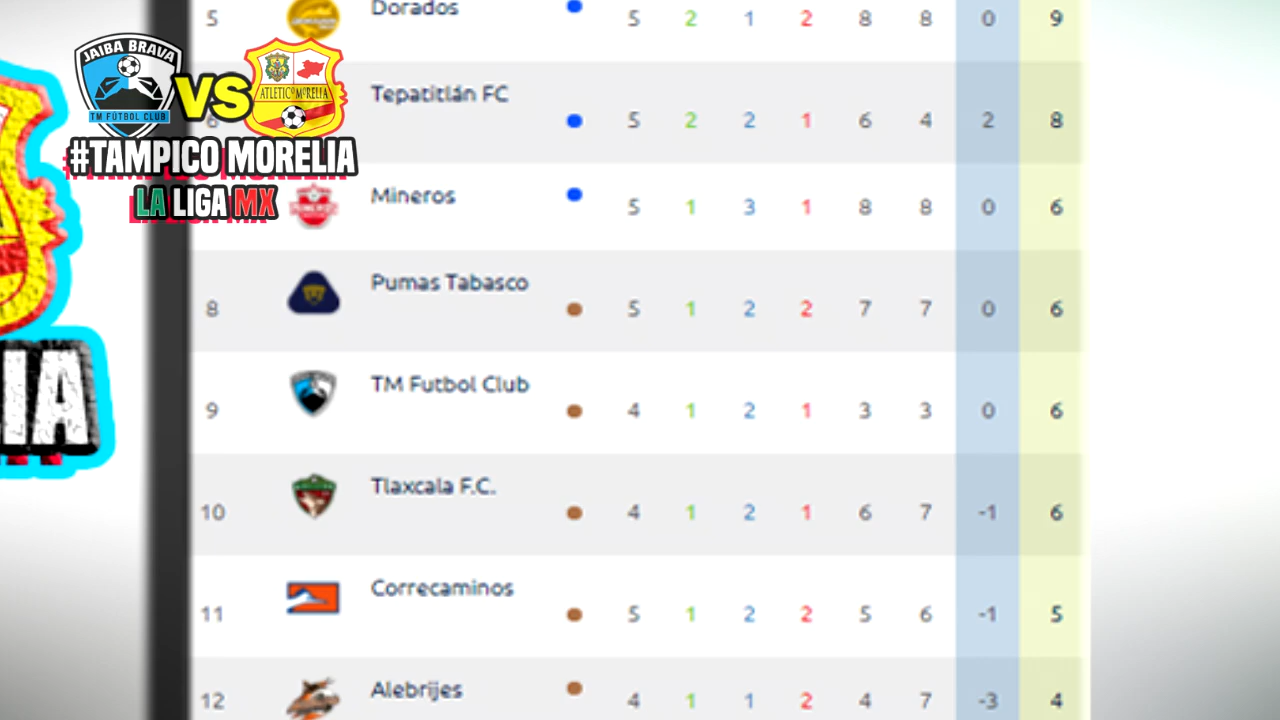 5 Dorados 5 2 1 2 8 8 0 9
JAIBA BRAVA
TM FÚTBOL CLUB
VS
ATLÉTICO MORELIA
#TAMPICO MORELIA
LA LIGA MX
6 Tepatitlán FC 5 2 2 1 6 4 2 8
Mineros 5 1 3 1 8 8 0 6
8 Pumas Tabasco 5 1 2 2 7 7 0 6
9 TM Futbol Club 4 1 2 1 3 3 0 6
10 Tlaxcala F.C. 4 1 2 1 6 7 -1 6
11 Correcaminos 5 1 2 2 5 6 -1 5
12 Alebrijes 4 1 1 2 4 7 -3 4
IA